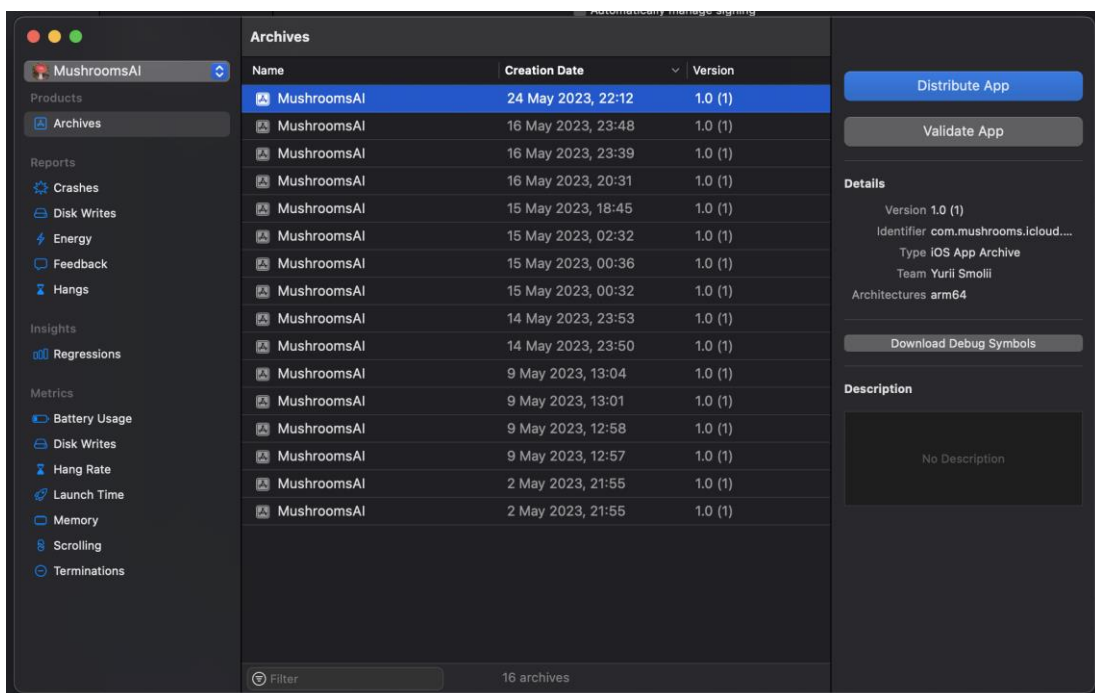 Automatically manage signing
MushroomsAI
Products
Archives
Reports
Crashes
Disk Writes
Energy
Feedback
Hangs
Insights
Regressions
Metrics
Battery Usage
Disk Writes
Hang Rate
Launch Time
Memory
Scrolling
Terminations
Archives
Name Creation Date Version
MushroomsAI 24 May 2023, 22:12 1.0 (1)
MushroomsAI 16 May 2023, 23:48 1.0 (1)
MushroomsAI 16 May 2023, 23:39 1.0 (1)
MushroomsAI 16 May 2023, 20:31 1.0 (1)
MushroomsAI 15 May 2023, 18:45 1.0 (1)
MushroomsAI 15 May 2023, 02:32 1.0 (1)
MushroomsAI 15 May 2023, 00:36 1.0 (1)
MushroomsAI 15 May 2023, 00:32 1.0 (1)
MushroomsAI 14 May 2023, 23:53 1.0 (1)
MushroomsAI 14 May 2023, 23:50 1.0 (1)
MushroomsAI 9 May 2023, 13:04 1.0 (1)
MushroomsAI 9 May 2023, 13:01 1.0 (1)
MushroomsAI 9 May 2023, 12:58 1.0 (1)
MushroomsAI 9 May 2023, 12:57 1.0 (1)
MushroomsAI 2 May 2023, 21:55 1.0 (1)
MushroomsAI 2 May 2023, 21:55 1.0 (1)
Filter
16 archives
Distribute App
Validate App
Details
Version 1.0 (1)
Identifier com.mushrooms.icloud....
Type iOS App Archive
Team Yurii Smolii
Architectures arm64
Download Debug Symbols
Description
No Description